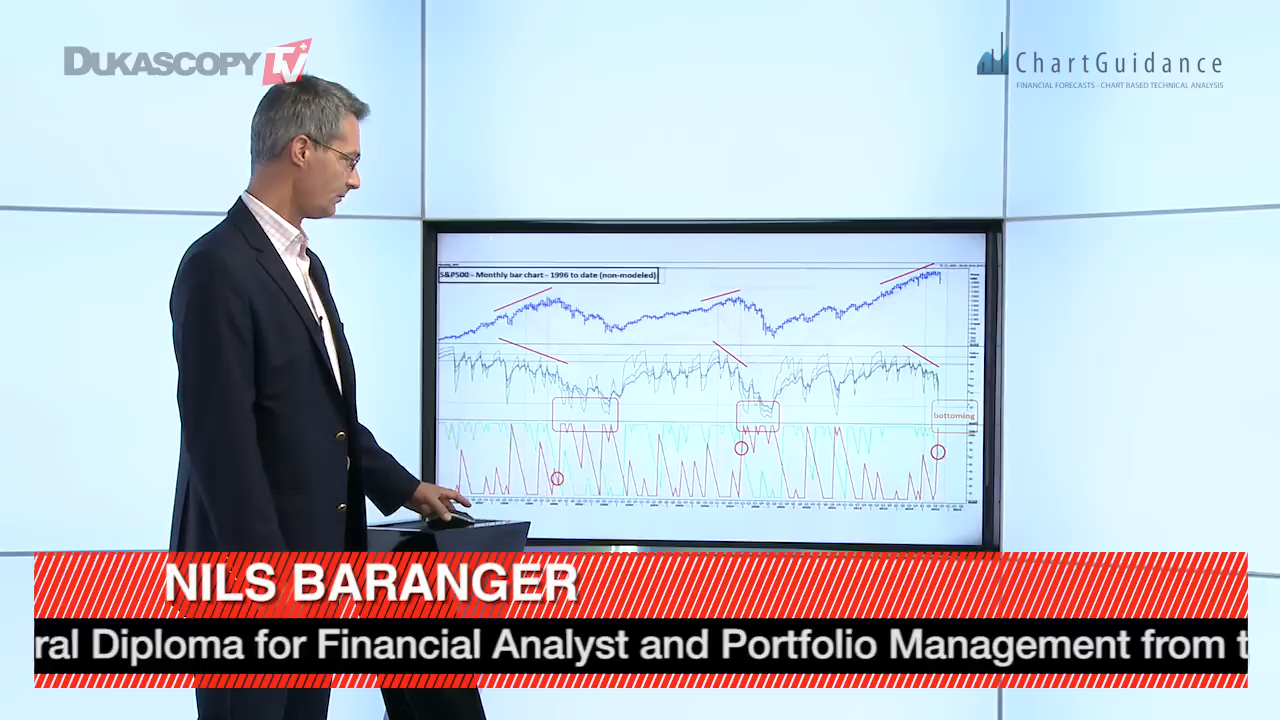 DUKASCOPY TV+
ChartGuidance
FINANCIAL FORECASTS - CHART BASED TECHNICAL ANALYSIS
S&P500 - Monthly bar chart - 1996 to date (non-modeled)
bottoming
NILS BARANGER
ral Diploma for Financial Analyst and Portfolio Management from t